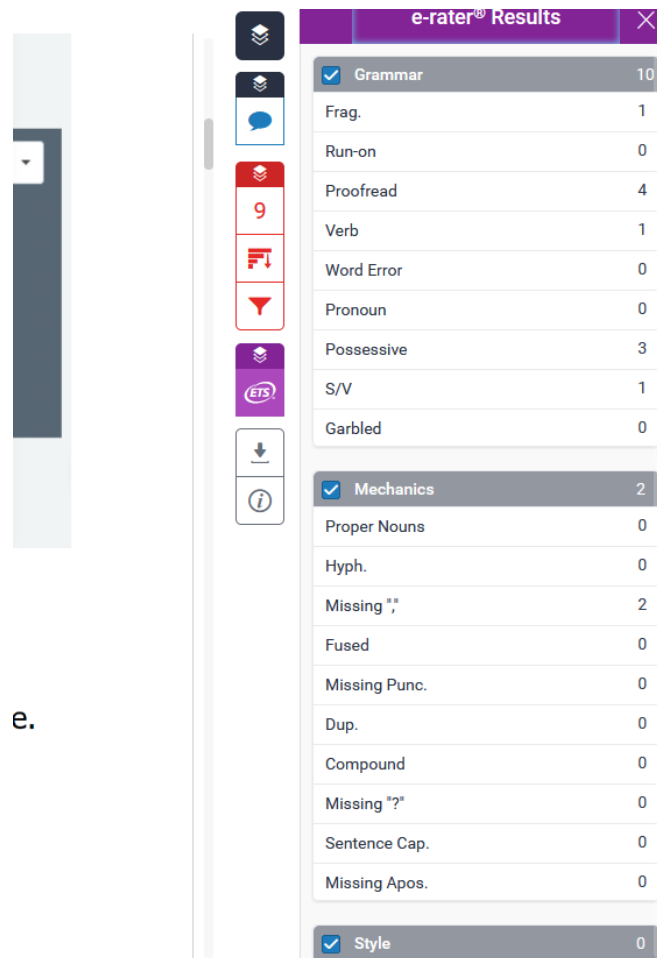 e-rater® Results
Grammar 10
Frag. 1
Run-on 0
Proofread 4
Verb 1
Word Error 0
Pronoun 0
Possessive 3
S/V 1
Garbled 0
Mechanics 2
Proper Nouns 0
Hyph. 0
Missing "," 2
Fused 0
Missing Punc. 0
Dup. 0
Compound 0
Missing "?" 0
Sentence Cap. 0
Missing Apos. 0
Style 0
9
ETS
i
e.